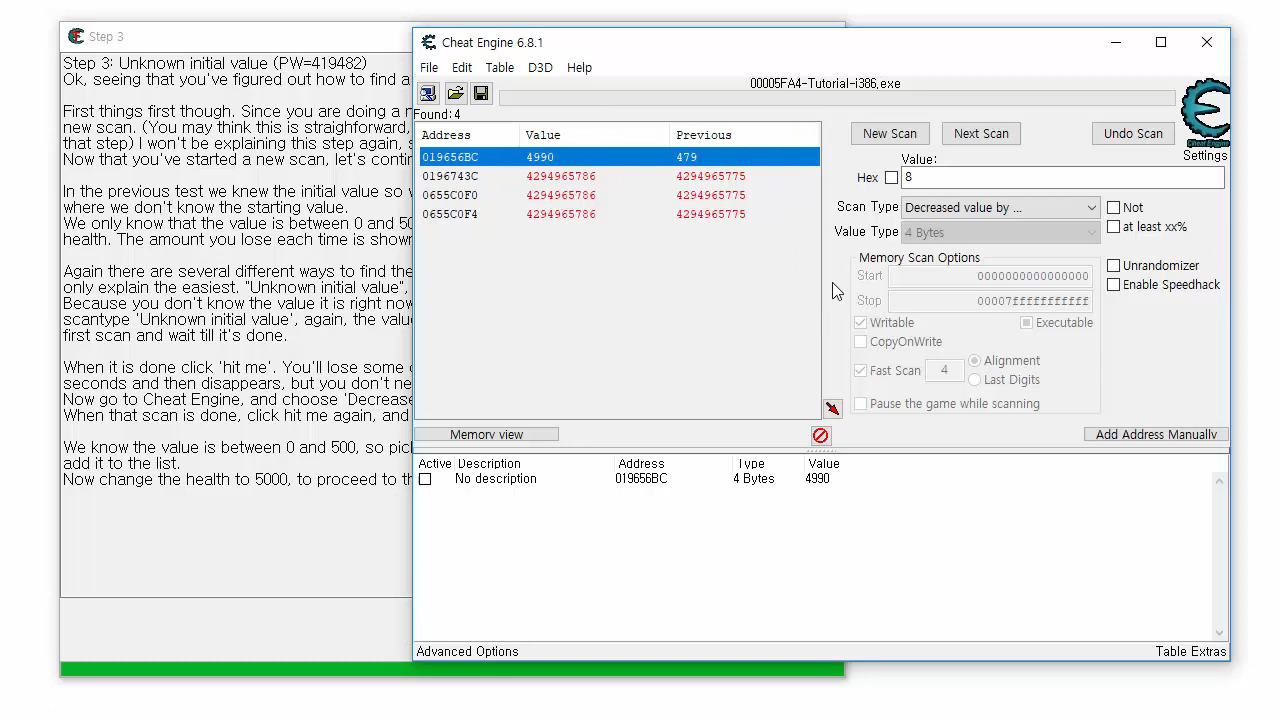 Step 3
Step 3: Unknown initial value (PW=419482)
Ok, seeing that you've figured out how to find a
First things first though. Since you are doing a n
new scan. (You may think this is straighforward,
that step) I won't be explaining this step again, s
Now that you've started a new scan, let's contin
In the previous test we knew the initial value so w
where we don't know the starting value.
We only know that the value is between 0 and 50
health. The amount you lose each time is shown
Again there are several different ways to find the
only explain the easiest. "Unknown initial value",
Because you don't know the value it is right now
scantype 'Unknown initial value', again, the valu
first scan and wait till it's done.
When it is done click 'hit me'. You'll lose some o
seconds and then disappears, but you don't ne
Now go to Cheat Engine, and choose 'Decrease
When that scan is done, click hit me again, and
We know the value is between 0 and 500, so pic
add it to the list.
Now change the health to 5000, to proceed to th
Cheat Engine 6.8.1
File Edit Table D3D Help
00005FA4-Tutorial-i386.exe
Found:4
Address Value Previous
019656BC 4990 479
0196743C 4294965786 4294965775
0655C0F0 4294965786 4294965775
0655C0F4 4294965786 4294965775
New Scan Next Scan Undo Scan
Cheat Engine
Settings
Value:
Hex 8
Scan Type Decreased value by ... Not
Value Type 4 Bytes at least xx%
Memory Scan Options
Start 0000000000000000
Stop 00007fffffffffff
Writable Executable
CopyOnWrite
Fast Scan 4 Alignment
Last Digits
Pause the game while scanning
Unrandomizer
Enable Speedhack
Memory view
Add Address Manually
Active Description Address Type Value
No description 019656BC 4 Bytes 4990
Advanced Options Table Extras